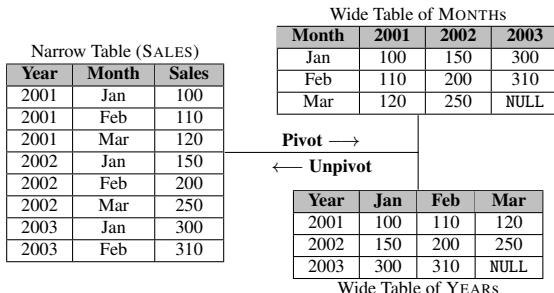 Narrow Table (SALES)
Year Month Sales
2001 Jan 100
2001 Feb 110
2001 Mar 120
2002 Jan 150
2002 Feb 200
2002 Mar 250
2003 Jan 300
2003 Feb 310
Pivot ⟶
⟵ Unpivot
Wide Table of MONTHS
Month 2001 2002 2003
Jan 100 150 300
Feb 110 200 310
Mar 120 250 NULL
Year Jan Feb Mar
2001 100 110 120
2002 150 200 250
2003 300 310 NULL
Wide Table of YEARS